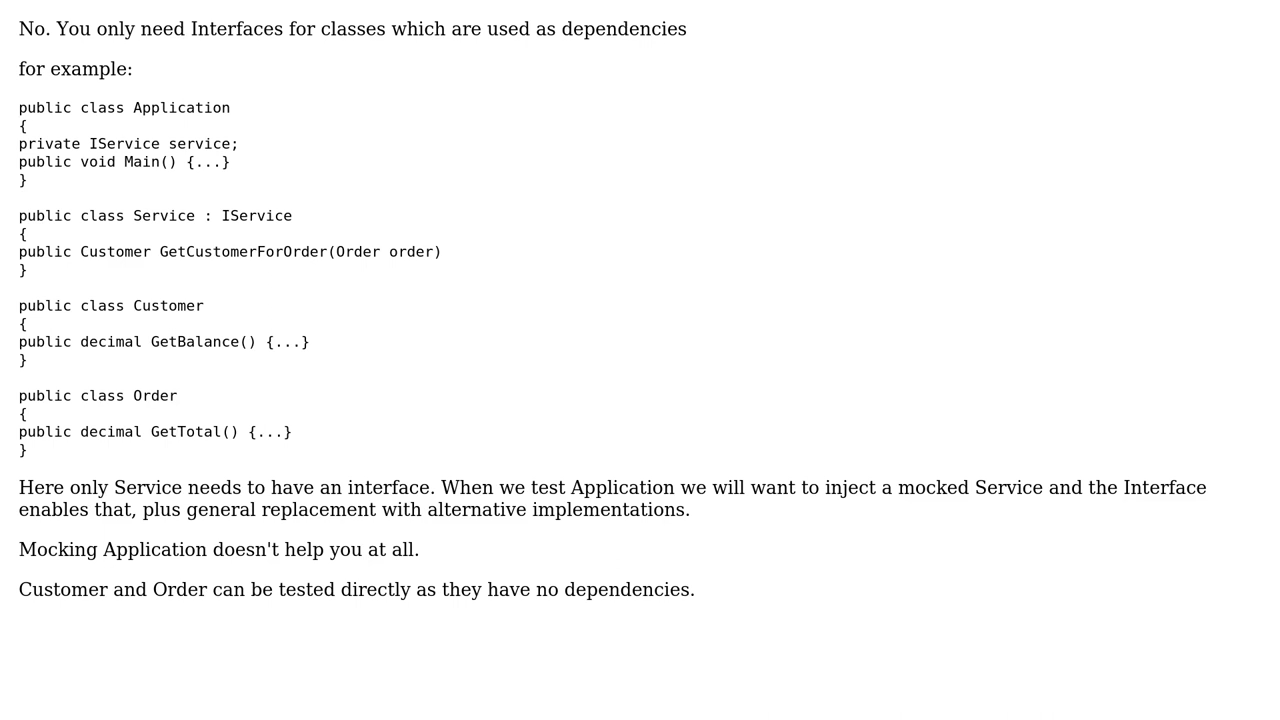 No. You only need Interfaces for classes which are used as dependencies
for example:
public class Application
{
private IService service;
public void Main() {...}
}
public class Service : IService
{
public Customer GetCustomerForOrder(Order order)
}
public class Customer
{
public decimal GetBalance() {...}
}
public class Order
{
public decimal GetTotal() {...}
}
Here only Service needs to have an interface. When we test Application we will want to inject a mocked Service and the Interface
enables that, plus general replacement with alternative implementations.
Mocking Application doesn't help you at all.
Customer and Order can be tested directly as they have no dependencies.